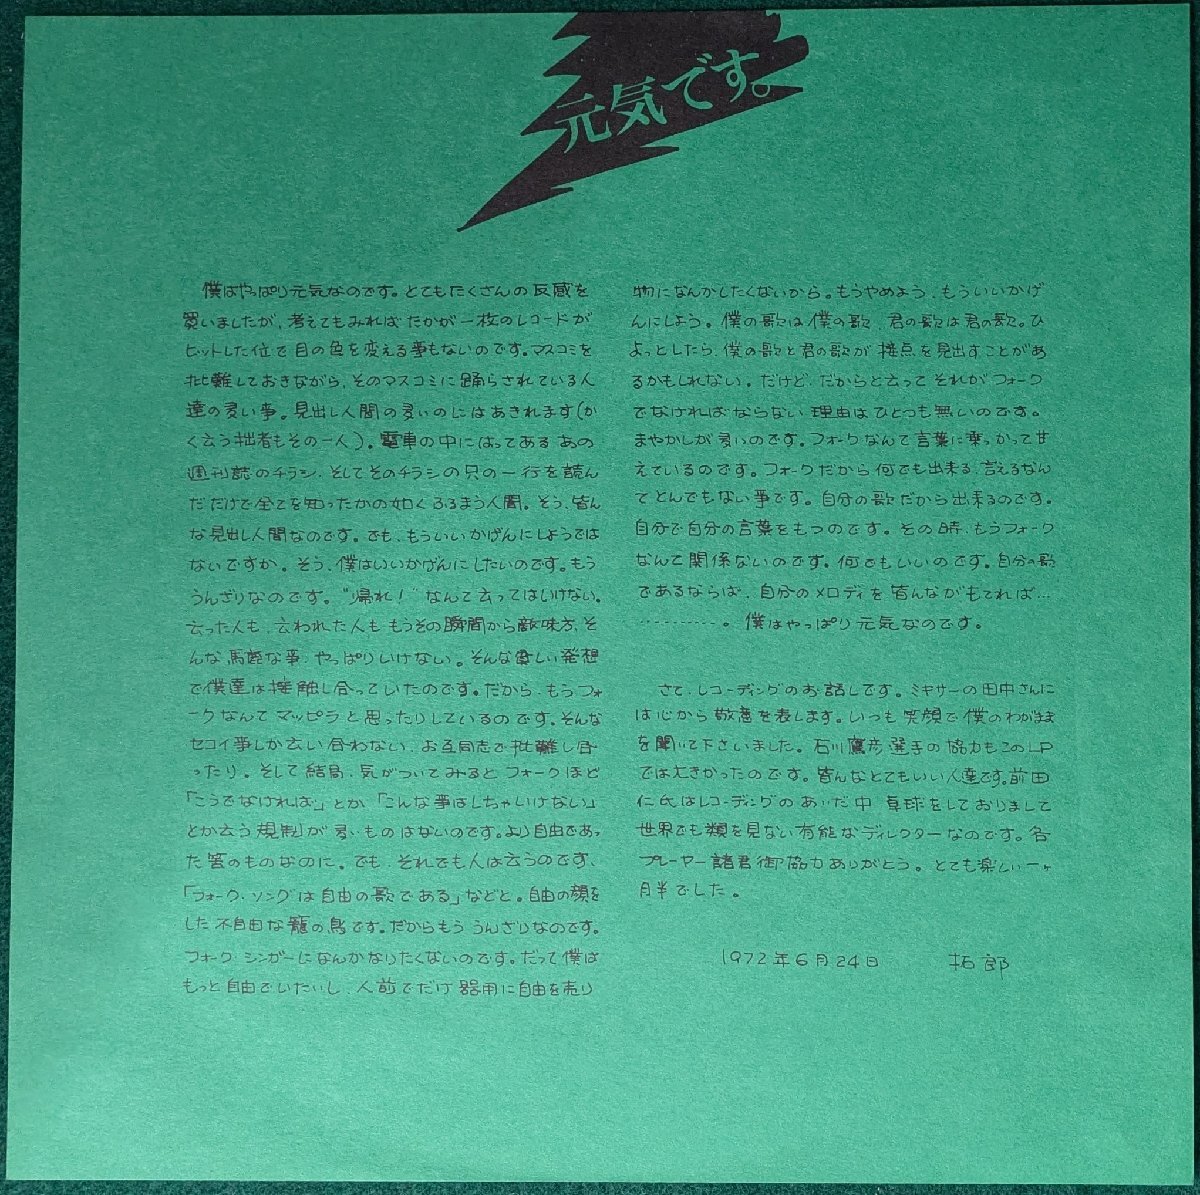 元気です。
僕はやっぱり元気なのです。とてもたくさんの反感を
買いましたが、考えてもみればたかが一枚のレコードが
ヒットした位で目の色を変える事もないのです。マスコミを
批難しておきながら、そのマスコミに踊らされている人
達の多い事。見出し人間の多いのにはあきれます(か
く言う拙者もその一人)。電車の中にはってあるあの
週刊誌のチラシ、そしてそのチラシの只の一行を読ん
だだけで全てを知ったかの如くふるまう人間。そう、皆ん
な見出し人間なのです。でも、もういいかげんにしようでは
ないですか。そう、僕はいいかげんにしたいのです。もう
うんざりなのです。"帰れ!"なんて言ってはいけない。
言った人も、言われた人ももうその瞬間から敵味方、そ
んな馬鹿な事、やっぱりいけない。そんな貧しい発想
で僕達は接触し合っていたのです。だから、もうフォ
ークなんてマッピラと思ったりしているのです。そんな
セコイ事しか言い合わない、お互同志で批難し合
ったり。そして結局、気がついてみるとフォークほど
「こうでなければ」とか「こんな事はしちゃいけない」
とか言う規制が多いものはないのです。より自由であっ
た筈のものなのに。でも、それでも人は言うのです、
「フォーク・ソングは自由の歌である」などと。自由の顔を
した不自由な籠の鳥です。だからもううんざりなのです。
フォーク・シンガーになんかなりたくないのです。だって僕は
もっと自由でいたいし、人前でだけ器用に自由を売り
物になんかしたくないから。もうやめよう、もういいかげ
んにしよう。僕の歌は僕の歌、君の歌は君の歌。ひ
ょっとしたら、僕の歌と君の歌が接点を見出すことがあ
るかもしれない。だけど、だからと言ってそれがフォーク
でなければならない理由はひとつも無いのです。
まやかしが多いのです。フォークなんて言葉に乗っかって甘
えているのです。フォークだから何でも出来る、言えるなん
てとんでもない事です。自分の歌だから出来るのです。
自分で自分の言葉をもつのです。その時、もうフォーク
なんて関係ないのです。何でもいいのです。自分の歌
であるならば、自分のメロディを皆んながもてれば…
…………。僕はやっぱり元気なのです。
さて、レコーディングのお話しです。ミキサーの田中さんに
は心から敬意を表します。いつも笑顔で僕のわがまま
を聞いて下さいました。石川鷹彦選手の協力もこのLP
では大きかったのです。皆んなとてもいい人達です。前田
仁氏はレコーディングのあいだ中卓球をしておりまして
世界でも類を見ない有能なディレクターなのです。各
プレーヤー諸君御協力ありがとう。とても楽しい一ヶ
月半でした。
1972年6月24日 拓郎